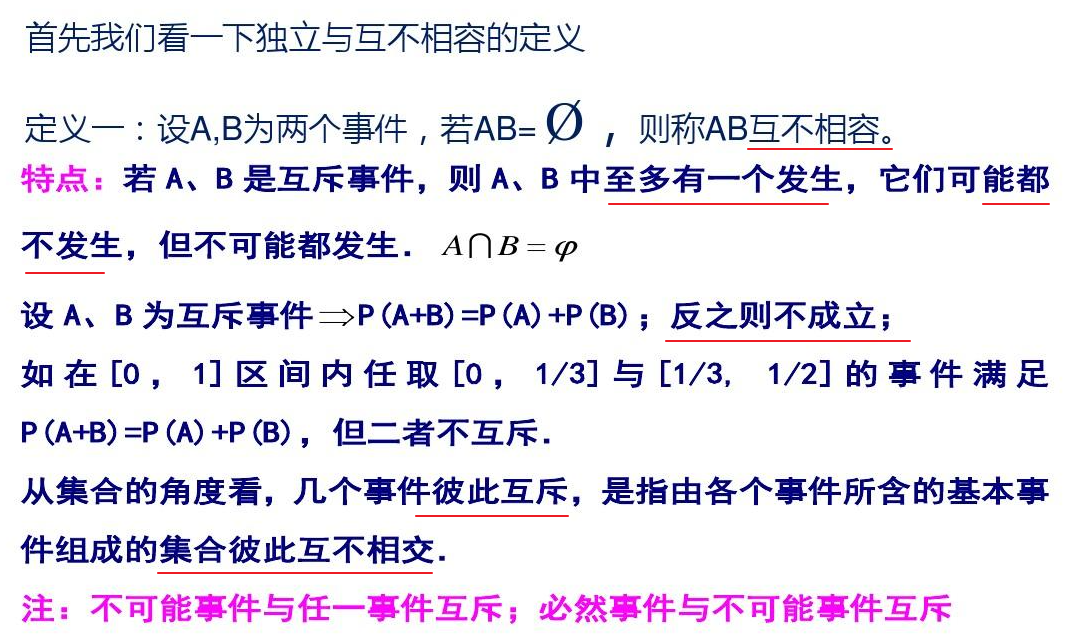 首先我们看一下独立与互不相容的定义
定义一：设A,B为两个事件，若AB=Ø，则称AB互不相容。
特点：若 A、B 是互斥事件，则 A、B 中至多有一个发生，它们可能都
不发生，但不可能都发生．A∩B=φ
设 A、B 为互斥事件⇒P(A+B)=P(A)+P(B)；反之则不成立；
如在[0，1]区间内任取[0，1/3]与[1/3, 1/2]的事件满足
P(A+B)=P(A)+P(B)，但二者不互斥．
从集合的角度看，几个事件彼此互斥，是指由各个事件所含的基本事
件组成的集合彼此互不相交．
注：不可能事件与任一事件互斥；必然事件与不可能事件互斥